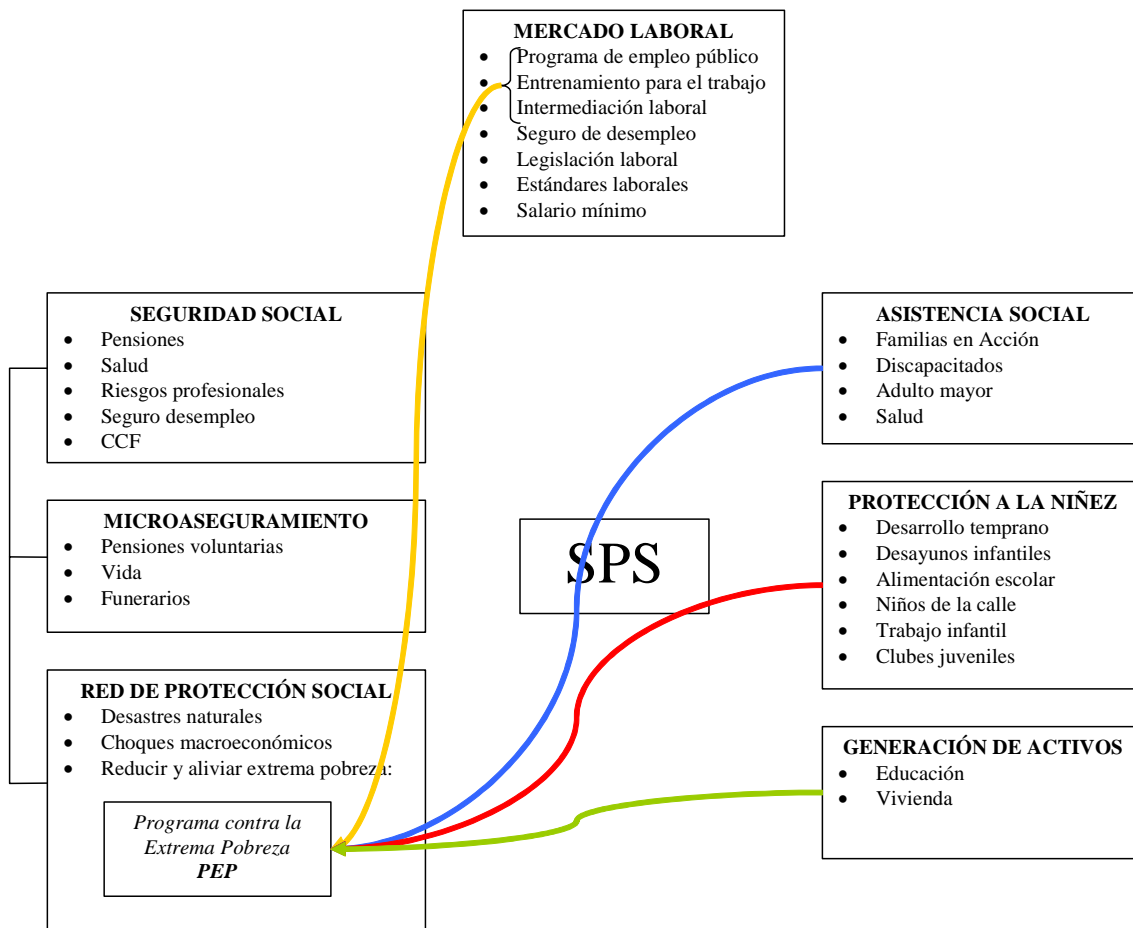 MERCADO LABORAL
• Programa de empleo público
• Entrenamiento para el trabajo
• Intermediación laboral
• Seguro de desempleo
• Legislación laboral
• Estándares laborales
• Salario mínimo
SEGURIDAD SOCIAL
• Pensiones
• Salud
• Riesgos profesionales
• Seguro desempleo
• CCF
MICROASEGURAMIENTO
• Pensiones voluntarias
• Vida
• Funerarios
RED DE PROTECCIÓN SOCIAL
• Desastres naturales
• Choques macroeconómicos
• Reducir y aliviar extrema pobreza:
Programa contra la
Extrema Pobreza
PEP
SPS
ASISTENCIA SOCIAL
• Familias en Acción
• Discapacitados
• Adulto mayor
• Salud
PROTECCIÓN A LA NIÑEZ
• Desarrollo temprano
• Desayunos infantiles
• Alimentación escolar
• Niños de la calle
• Trabajo infantil
• Clubes juveniles
GENERACIÓN DE ACTIVOS
• Educación
• Vivienda